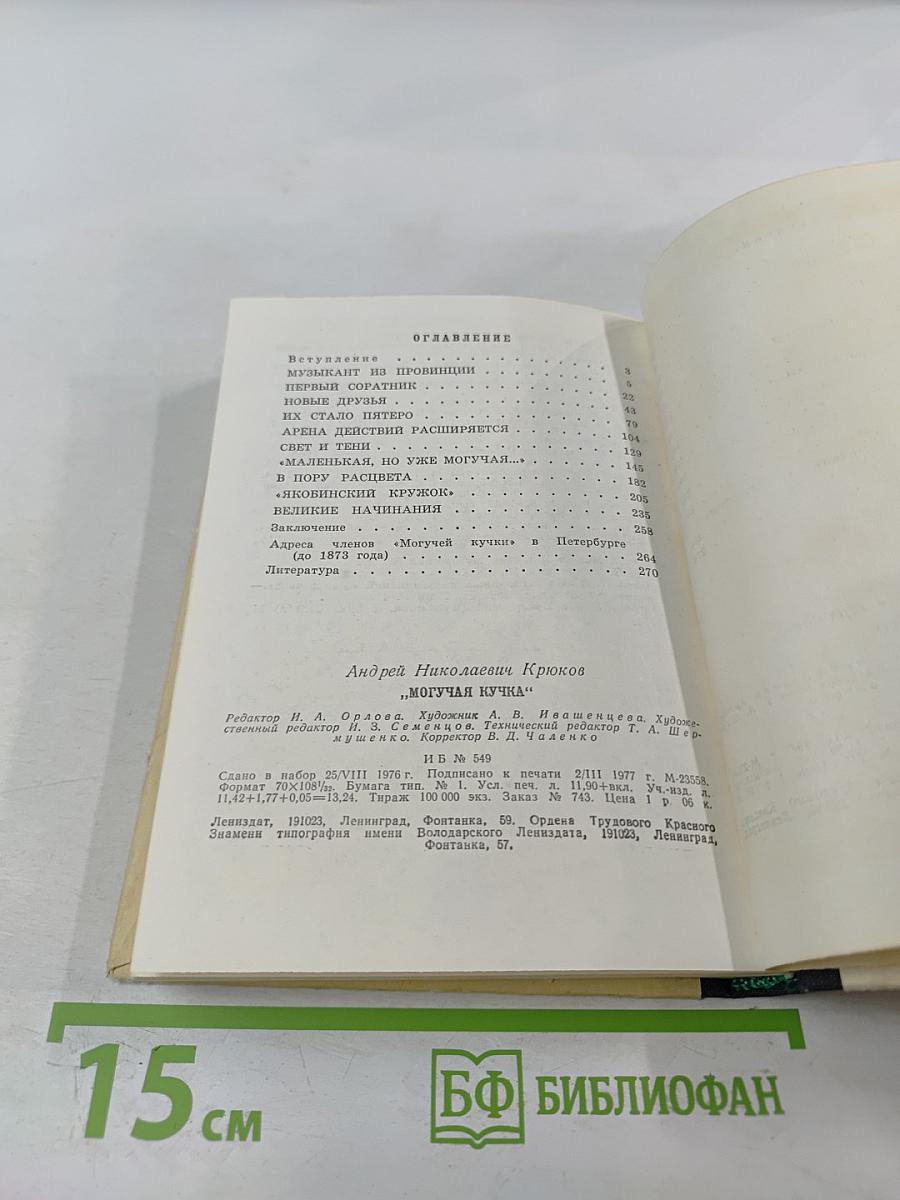 ОГЛАВЛЕНИЕ
Вступление . . . . . . . . . . . . . . . 3
МУЗЫКАНТ ИЗ ПРОВИНЦИИ . . . . . . . . . 5
ПЕРВЫЙ СОРАТНИК . . . . . . . . . . . . 22
НОВЫЕ ДРУЗЬЯ . . . . . . . . . . . . . . 43
ИХ СТАЛО ПЯТЕРО . . . . . . . . . . . . 79
АРЕНА ДЕЙСТВИЙ РАСШИРЯЕТСЯ . . . . . . . 104
СВЕТ И ТЕНИ . . . . . . . . . . . . . . 129
«МАЛЕНЬКАЯ, НО УЖЕ МОГУЧАЯ...» . . . . . 145
В ПОРУ РАСЦВЕТА . . . . . . . . . . . . 182
«ЯКОБИНСКИЙ КРУЖОК» . . . . . . . . . . 205
ВЕЛИКИЕ НАЧИНАНИЯ . . . . . . . . . . . 235
Заключение . . . . . . . . . . . . . . . 258
Адреса членов «Могучей кучки» в Петербурге
(до 1873 года) . . . . . . . . . . . . . 264
Литература . . . . . . . . . . . . . . . 270
Андрей Николаевич Крюков
„МОГУЧАЯ КУЧКА“
Редактор И. А. Орлова. Художник А. В. Ивашенцева. Художе-
ственный редактор И. З. Семенцов. Технический редактор Т. А. Шер-
мушенко. Корректор В. Д. Чаленко
ИБ № 549
Сдано в набор 25/VIII 1976 г. Подписано к печати 2/III 1977 г. М-23558.
Формат 70×108¹/₃₂. Бумага тип. № 1. Усл. печ. л. 11,90+вкл. Уч.-изд. л.
11,42+1,77+0,05=13,24. Тираж 100 000 экз. Заказ № 743. Цена 1 р. 06 к.
Лениздат, 191023, Ленинград, Фонтанка, 59. Ордена Трудового Красного
Знамени типография имени Володарского Лениздата, 191023, Ленинград,
Фонтанка, 57.
15 см
БФ БИБЛИОФАН